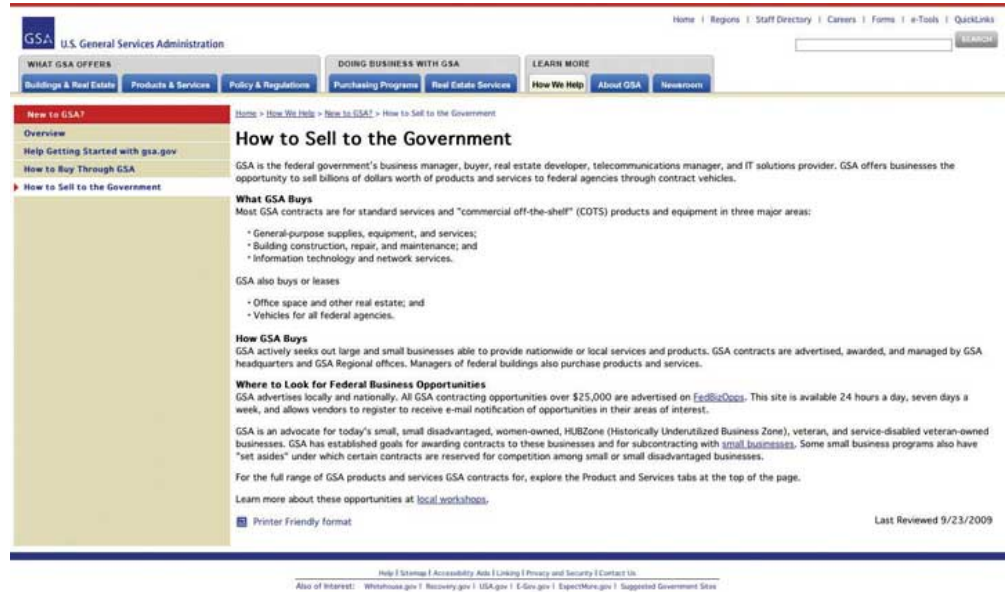 Home | Regions | Staff Directory | Careers | Forms | e-Tools | QuickLinks
GSA U.S. General Services Administration
SEARCH
WHAT GSA OFFERS DOING BUSINESS WITH GSA LEARN MORE
Buildings & Real Estate Products & Services Policy & Regulations Purchasing Programs Real Estate Services How We Help About GSA Newsroom
New to GSA?
Overview
Help Getting Started with gsa.gov
How to Buy Through GSA
How to Sell to the Government
Home > How We Help > New to GSA? > How to Sell to the Government
How to Sell to the Government
GSA is the federal government's business manager, buyer, real estate developer, telecommunications manager, and IT solutions provider. GSA offers businesses the
opportunity to sell billions of dollars worth of products and services to federal agencies through contract vehicles.
What GSA Buys
Most GSA contracts are for standard services and "commercial off-the-shelf" (COTS) products and equipment in three major areas:
• General-purpose supplies, equipment, and services;
• Building construction, repair, and maintenance; and
• Information technology and network services.
GSA also buys or leases
• Office space and other real estate; and
• Vehicles for all federal agencies.
How GSA Buys
GSA actively seeks out large and small businesses able to provide nationwide or local services and products. GSA contracts are advertised, awarded, and managed by GSA
headquarters and GSA Regional offices. Managers of federal buildings also purchase products and services.
Where to Look for Federal Business Opportunities
GSA advertises locally and nationally. All GSA contracting opportunities over $25,000 are advertised on FedBizOpps. This site is available 24 hours a day, seven days a
week, and allows vendors to register to receive e-mail notification of opportunities in their areas of interest.
GSA is an advocate for today's small, small disadvantaged, women-owned, HUBZone (Historically Underutilized Business Zone), veteran, and service-disabled veteran-owned
businesses. GSA has established goals for awarding contracts to these businesses and for subcontracting with small businesses. Some small business programs also have
"set asides" under which certain contracts are reserved for competition among small or small disadvantaged businesses.
For the full range of GSA products and services GSA contracts for, explore the Product and Services tabs at the top of the page.
Learn more about these opportunities at local workshops.
Printer Friendly format
Last Reviewed 9/23/2009
Help | Sitemap | Accessibility Aids | Linking | Privacy and Security | Contact Us
Also of Interest: Whitehouse.gov | Recovery.gov | USA.gov | E-Gov.gov | ExpectMore.gov | Suggested Government Sites